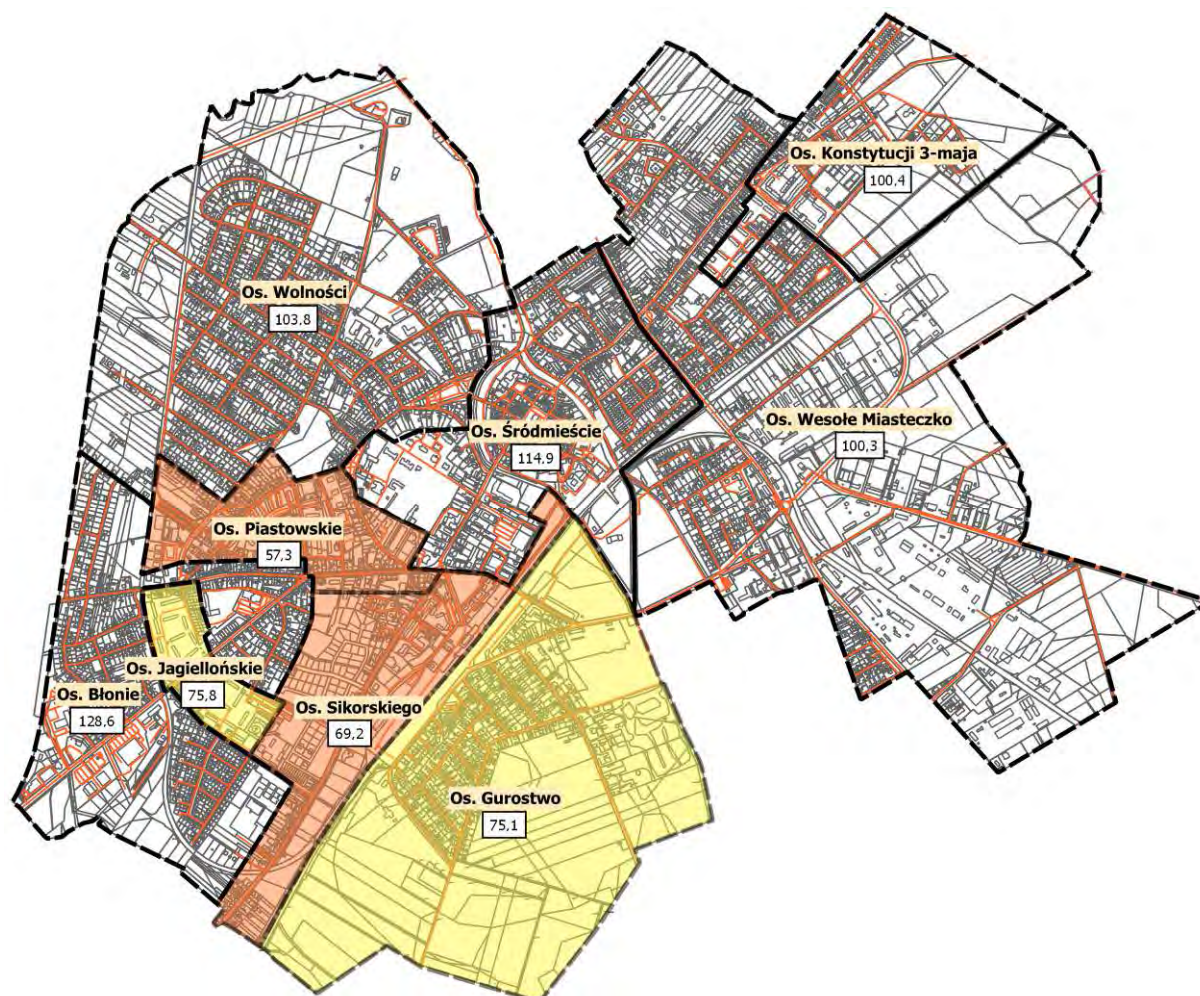 Os. Konstytucji 3-maja
100,4
Os. Wolności
103,8
Os. Śródmieście
114,9
Os. Wesołe Miasteczko
100,3
Os. Piastowskie
57,3
Os. Jagiellońskie
75,8
Os. Błonie
128,6
Os. Sikorskiego
69,2
Os. Gurostwo
75,1